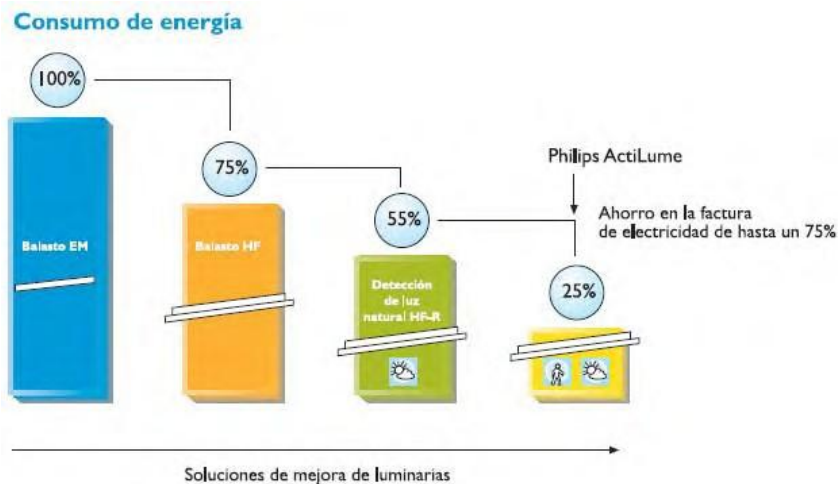 Consumo de energía
100%
75%
Philips ActiLume
55%
Ahorro en la factura
de electricidad de hasta un 75%
Balasto EM
Balasto HF
Detección
de luz
natural HF-R
25%
Soluciones de mejora de luminarias